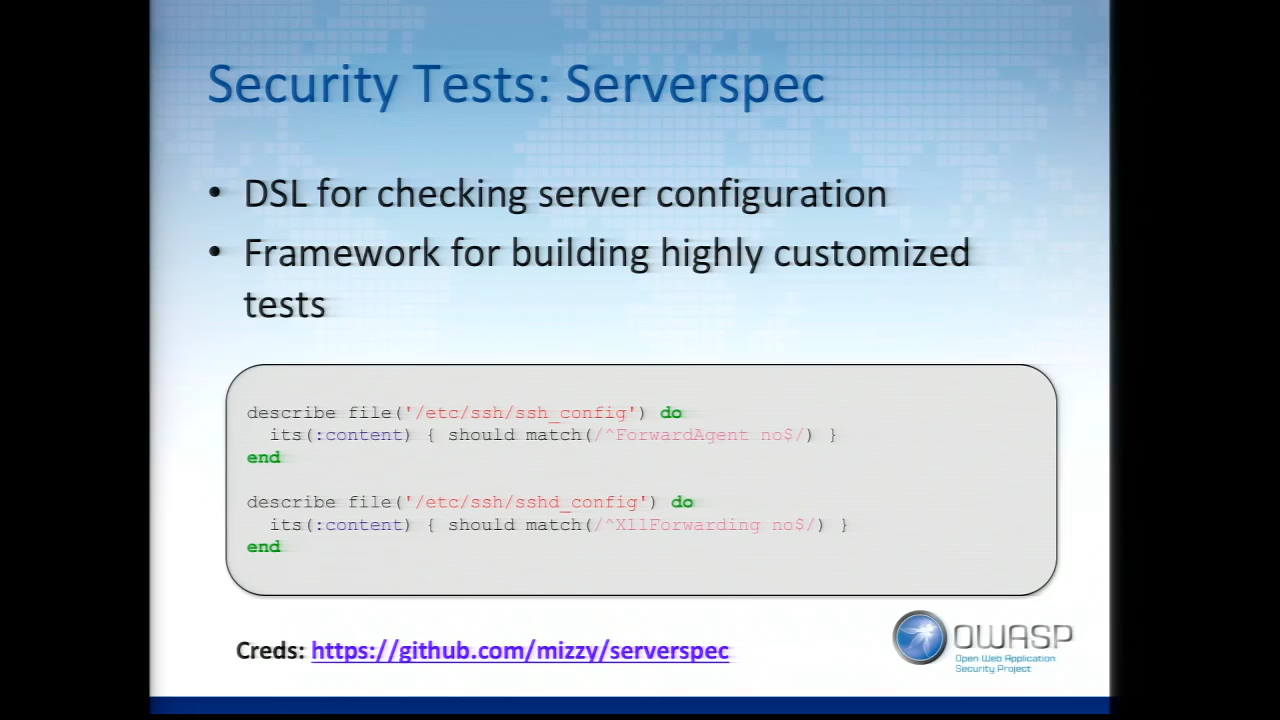 Security Tests: Serverspec
• DSL for checking server configuration
• Framework for building highly customized
tests
describe file('/etc/ssh/ssh_config') do
its(:content) { should match(/^ForwardAgent no$/) }
end
describe file('/etc/ssh/sshd_config') do
its(:content) { should match(/^X11Forwarding no$/) }
end
Creds: https://github.com/mizzy/serverspec
OWASP
Open Web Application
Security Project